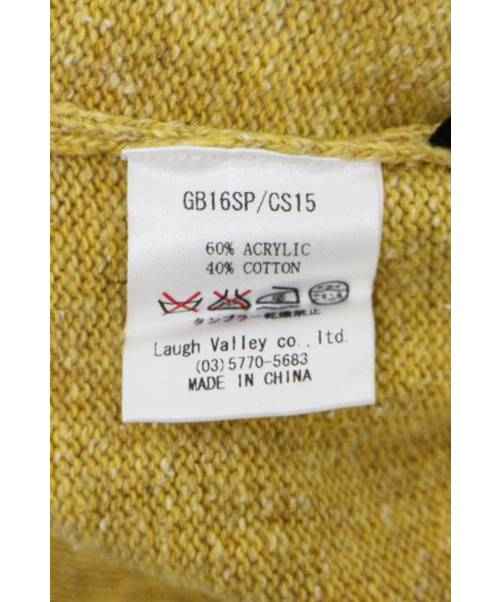 GB16SP/CS15
60% ACRYLIC
40% COTTON
タンブラー乾燥禁止
Laugh Valley co., ltd.
(03)5770-5683
MADE IN CHINA